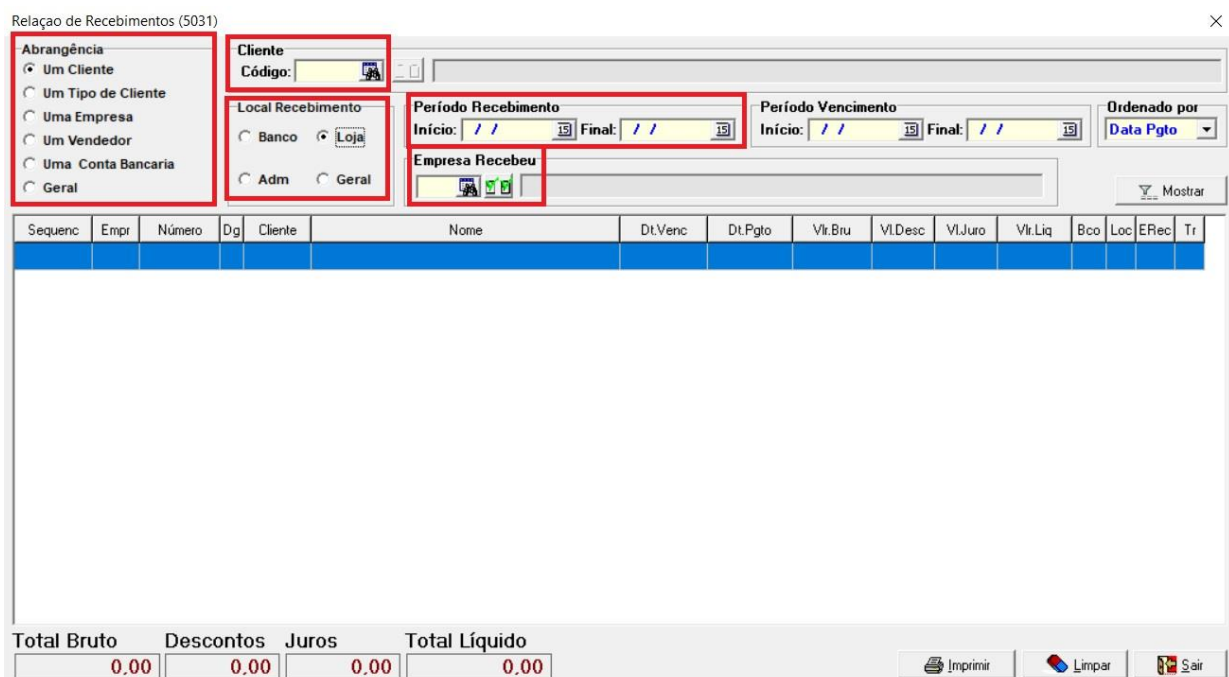 Relaçao de Recebimentos (5031)
Abrangência
Um Cliente
Um Tipo de Cliente
Uma Empresa
Um Vendedor
Uma Conta Bancaria
Geral
Cliente
Código:
Local Recebimento
Banco Loja
Adm Geral
Período Recebimento
Início: / / 15 Final: / / 15
Período Vencimento
Início: / / 15 Final: / / 15
Ordenado por
Data Pgto
Empresa Recebeu
Mostrar
Sequenc Empr Número Dg Cliente Nome Dt.Venc Dt.Pgto Vlr.Bru Vl.Desc Vl.Juro Vlr.Liq Bco Loc ERec Tr
Total Bruto Descontos Juros Total Líquido
0,00 0,00 0,00 0,00
Imprimir Limpar Sair